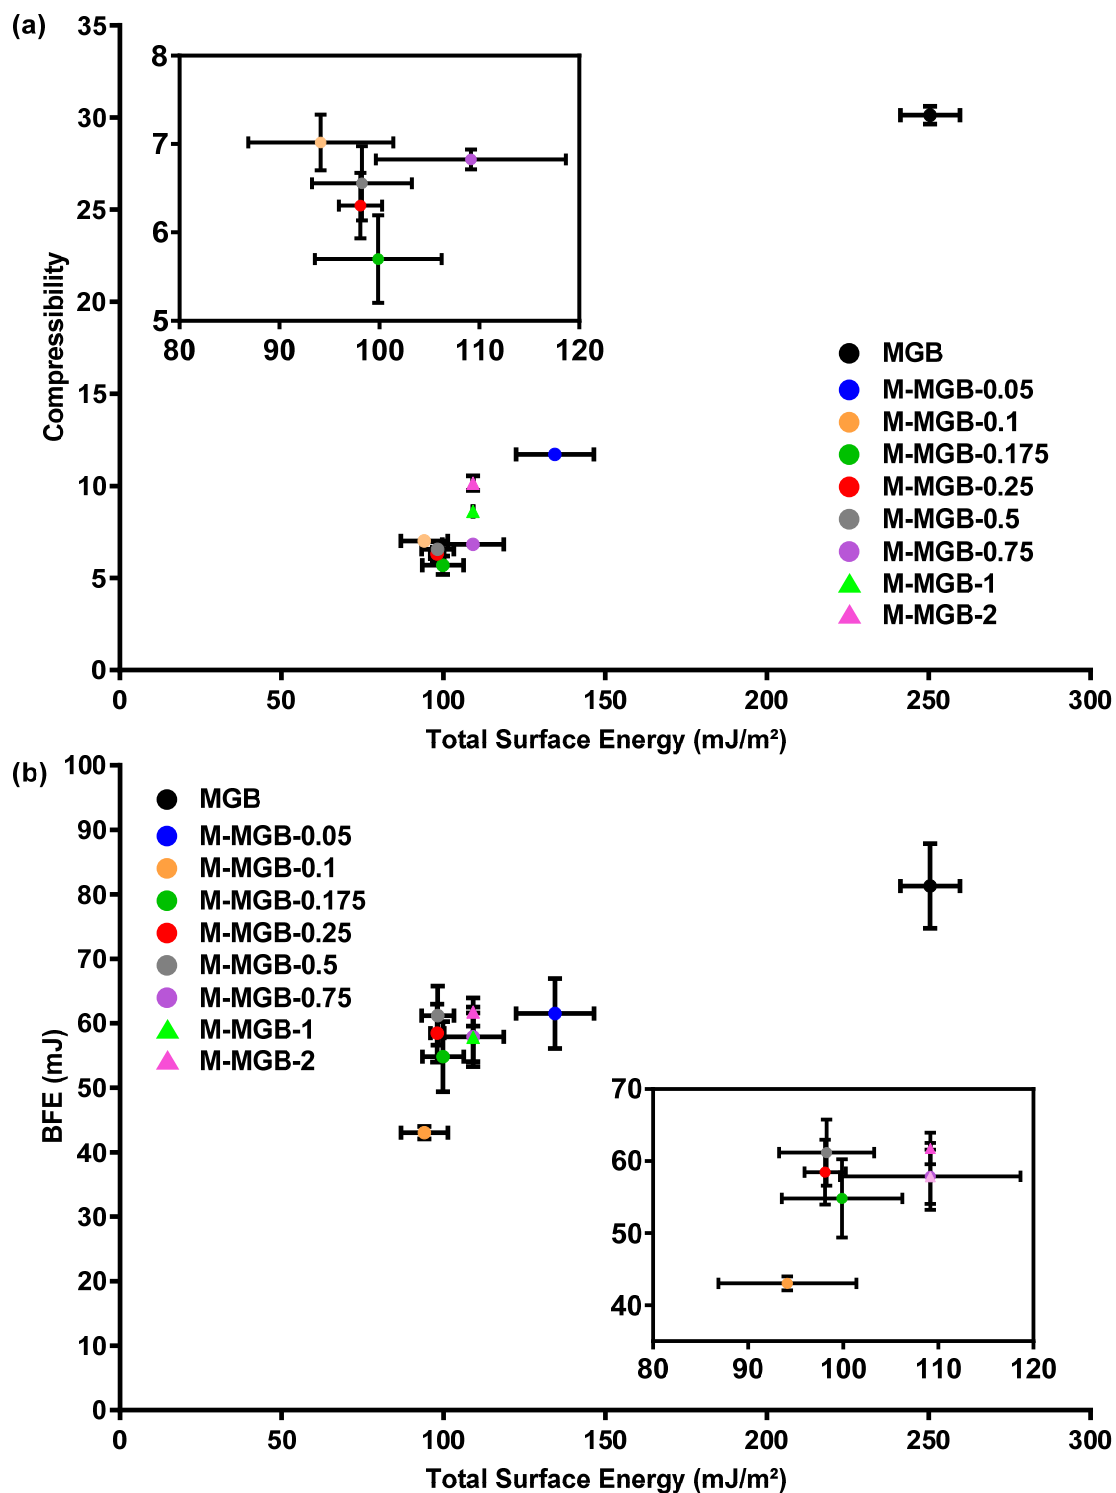 (a)
35
30
25
20
15
10
5
0
Compressibility
8
7
6
5
80 90 100 110 120
MGB
M-MGB-0.05
M-MGB-0.1
M-MGB-0.175
M-MGB-0.25
M-MGB-0.5
M-MGB-0.75
M-MGB-1
M-MGB-2
0 50 100 150 200 250 300
Total Surface Energy (mJ/m²)
(b)
100
90
80
70
60
50
40
30
20
10
0
BFE (mJ)
MGB
M-MGB-0.05
M-MGB-0.1
M-MGB-0.175
M-MGB-0.25
M-MGB-0.5
M-MGB-0.75
M-MGB-1
M-MGB-2
70
60
50
40
80 90 100 110 120
0 50 100 150 200 250 300
Total Surface Energy (mJ/m²)